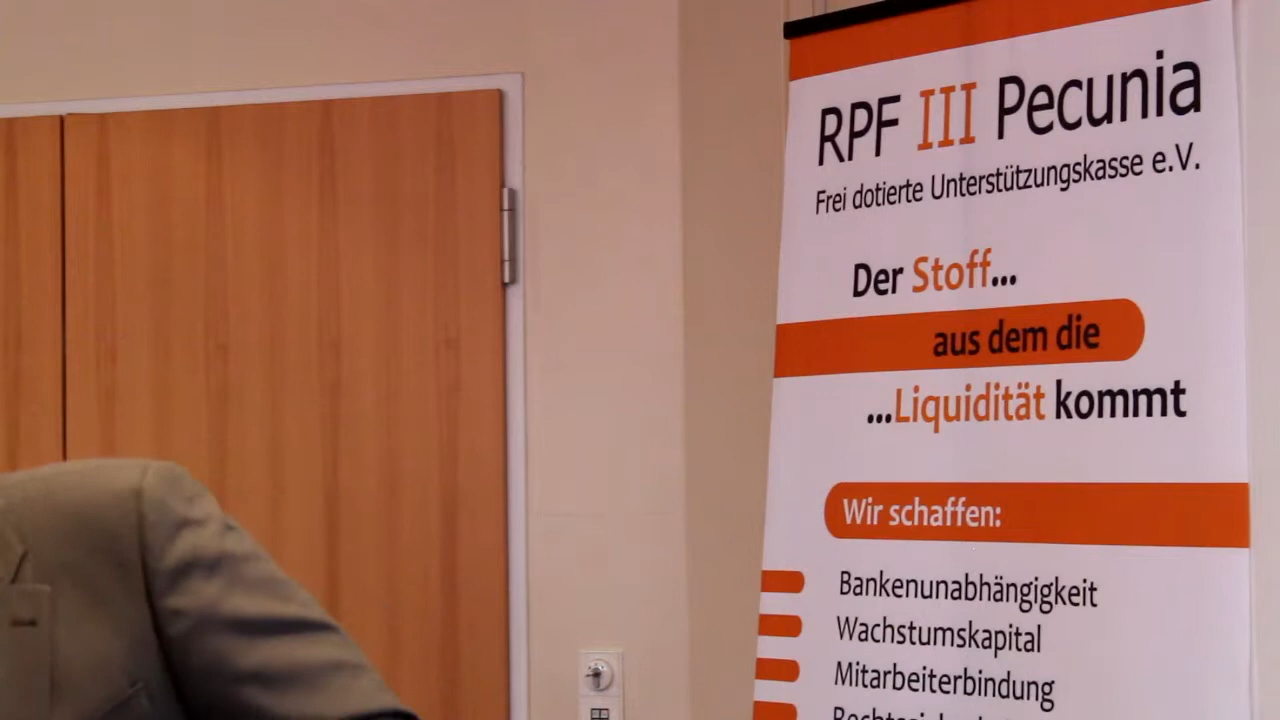 RPF III Pecunia
Frei dotierte Unterstützungskasse e.V.
Der Stoff...
aus dem die
...Liquidität kommt
Wir schaffen:
Bankenunabhängigkeit
Wachstumskapital
Mitarbeiterbindung